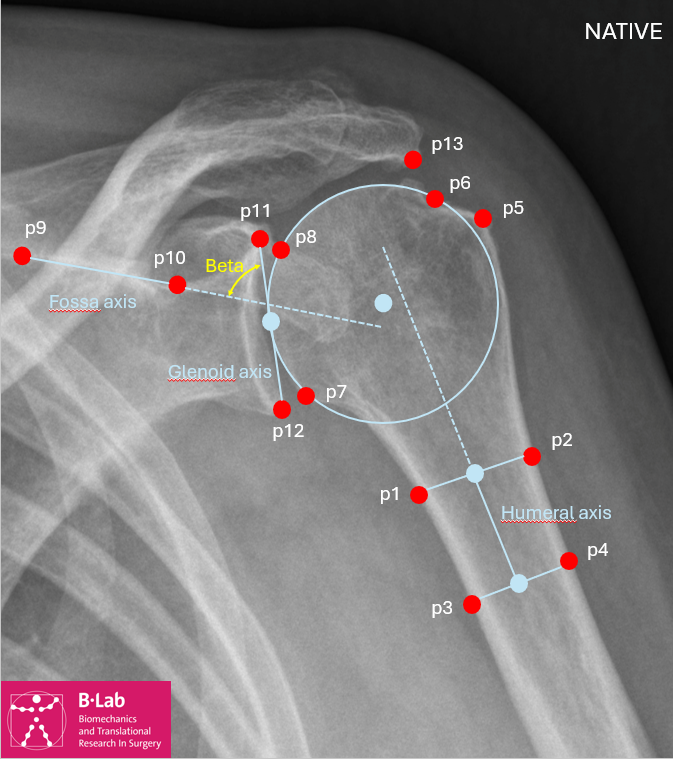 NATIVE
p13
p6
p5
p11
p8
p9
p10
Beta
Fossa axis
Glenoid axis
p7
p12
p2
p1
Humeral axis
p4
p3
B·Lab
Biomechanics
and Translational
Research In Surgery